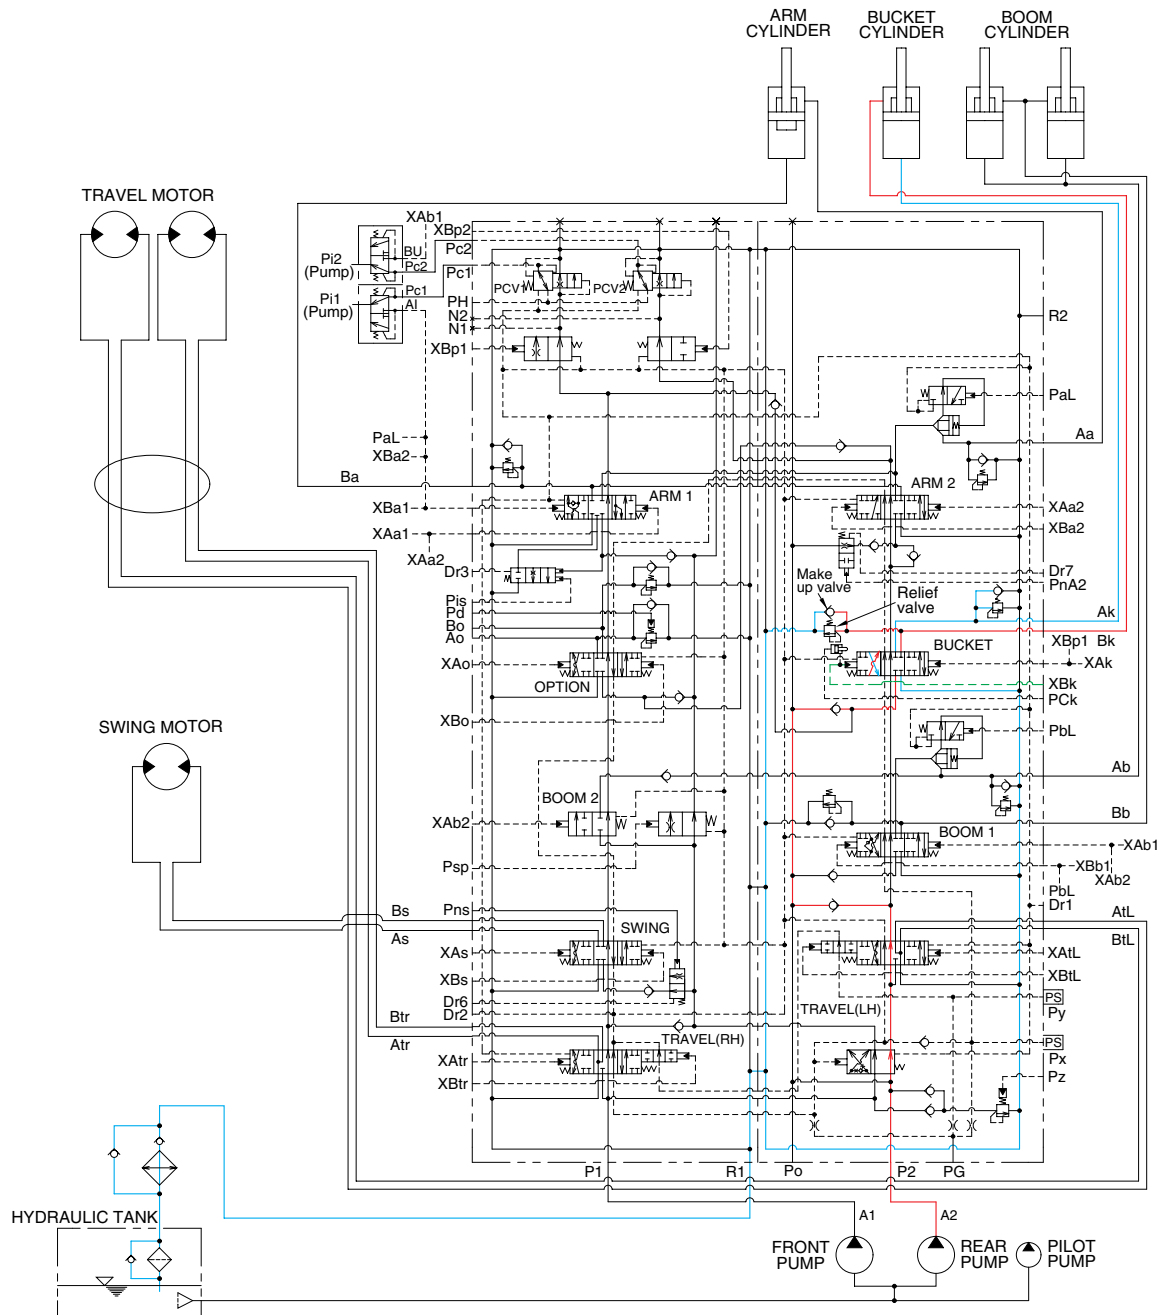 ARM
CYLINDER
BUCKET
CYLINDER
BOOM
CYLINDER
TRAVEL MOTOR
XAb1
XBp2
BU
Pc2
Pi2
(Pump)
Pc2
Pc1
Pc1
Pi1
(Pump)
AI
PCV1
PCV2
PH
N2
N1
R2
XBp1
PaL
PaL
XBa2
Aa
Ba
ARM 1
ARM 2
XBa1
XAa2
XAa1
XBa2
XAa2
Dr3
Dr7
Make
up valve
PnA2
Relief
valve
Pis
Pd
Bo
Ao
Ak
XBp1
Bk
BUCKET
XAo
XAk
OPTION
XBk
PCk
XBo
PbL
SWING MOTOR
Ab
BOOM 2
Bb
XAb2
BOOM 1
XAb1
Psp
XBb1
XAb2
PbL
Dr1
Pns
Bs
AtL
As
SWING
BtL
XAs
XAtL
XBs
XBtL
Dr6
Dr2
PS
Py
Btr
TRAVEL(LH)
Atr
TRAVEL(RH)
PS
XAtr
Px
XBtr
Pz
P1
R1
Po
P2
PG
HYDRAULIC TANK
A1
A2
FRONT
PUMP
REAR
PUMP
PILOT
PUMP